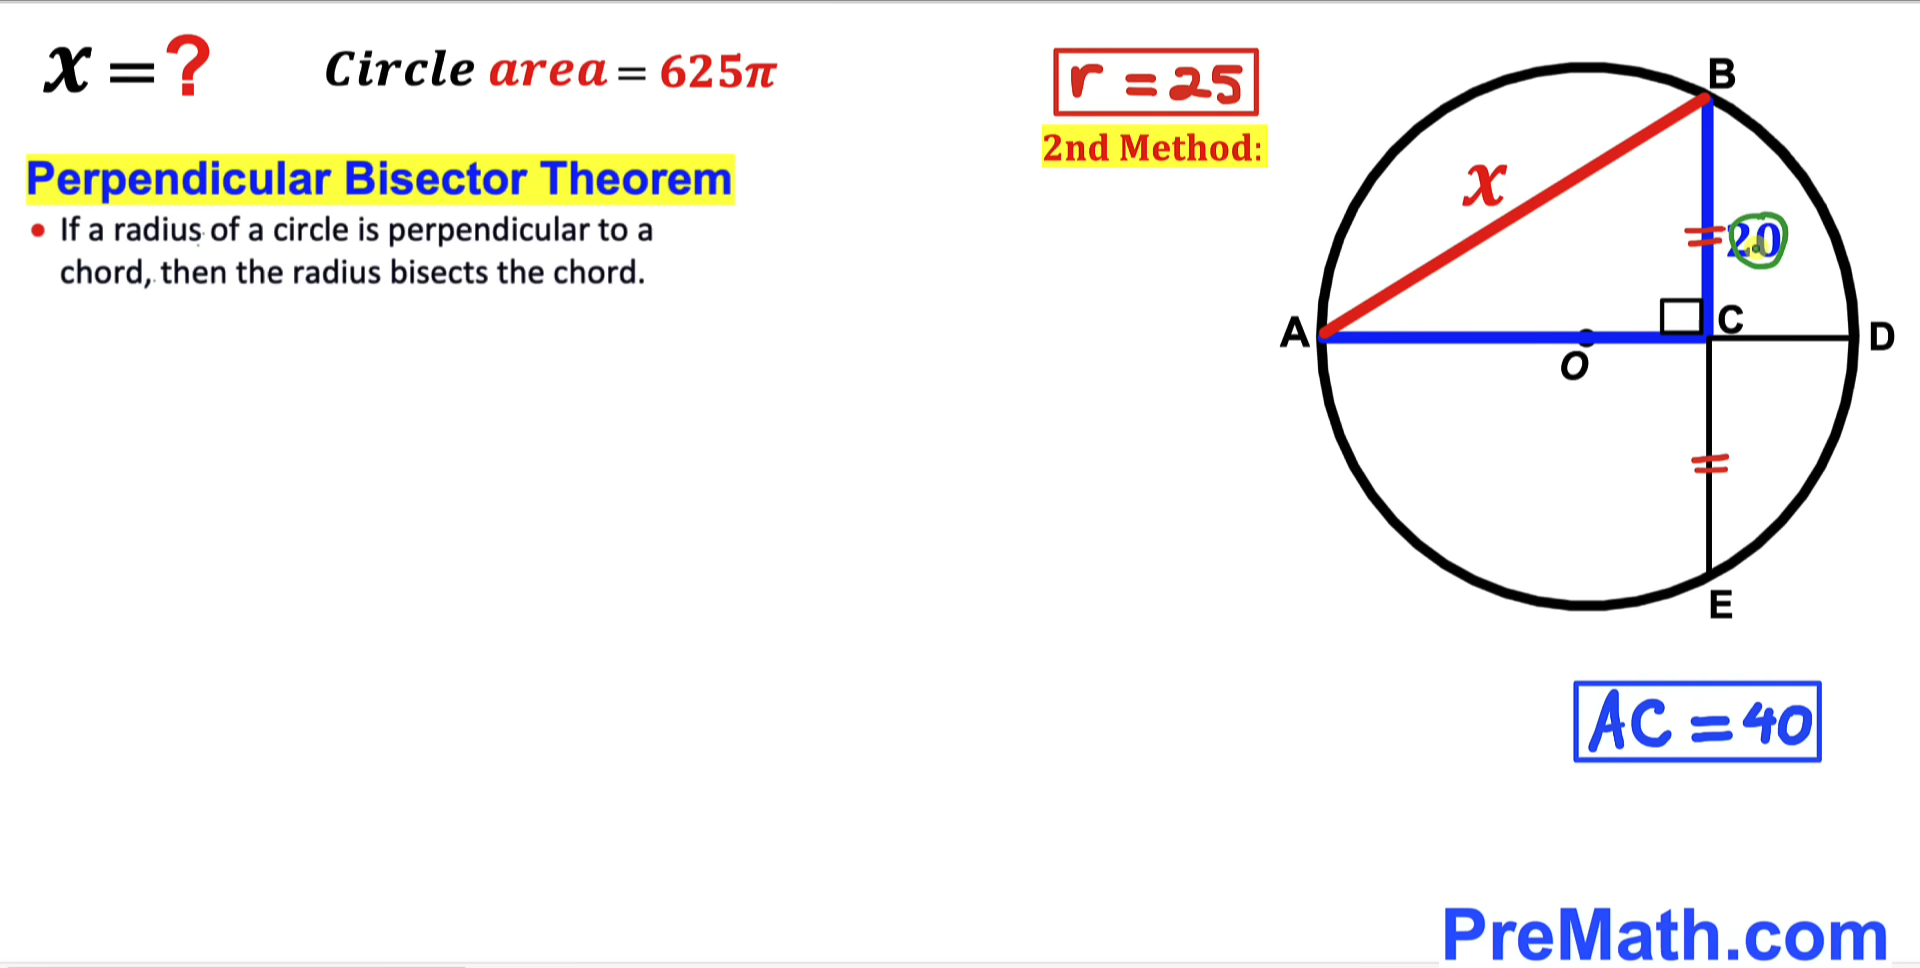 x = ?
Circle area = 625π
r = 25
2nd Method:
Perpendicular Bisector Theorem
• If a radius of a circle is perpendicular to a
chord, then the radius bisects the chord.
B
x
20
A
C
D
O
E
AC = 40
PreMath.com